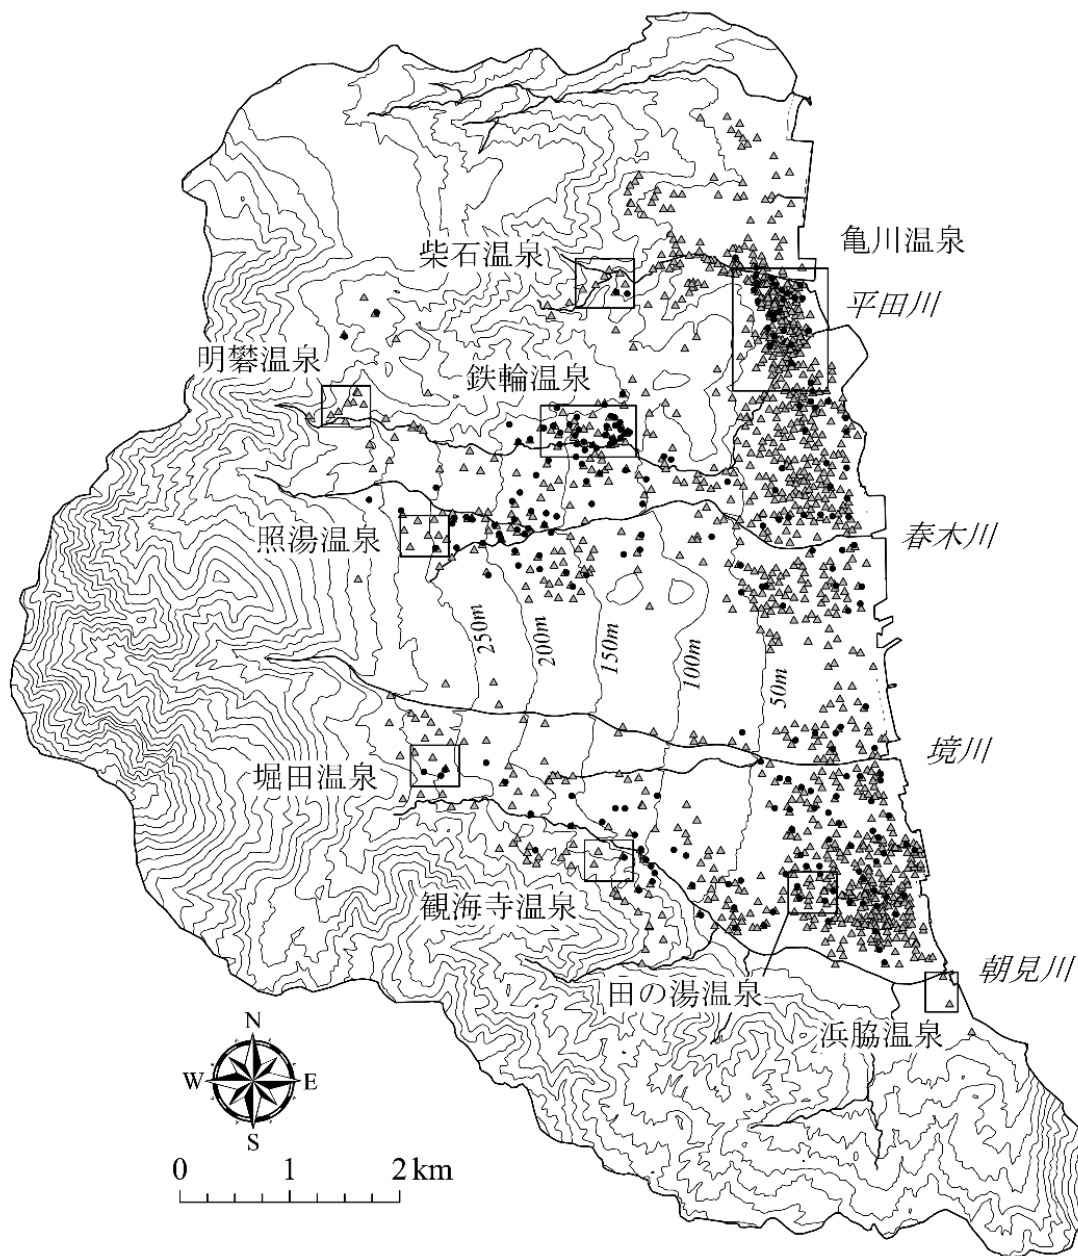 亀川温泉
柴石温泉
平田川
明礬温泉
鉄輪温泉
照湯温泉
春木川
250m
200m
150m
100m
50m
境川
堀田温泉
観海寺温泉
朝見川
田の湯温泉
浜脇温泉
N
W
E
S
0
1
2 km